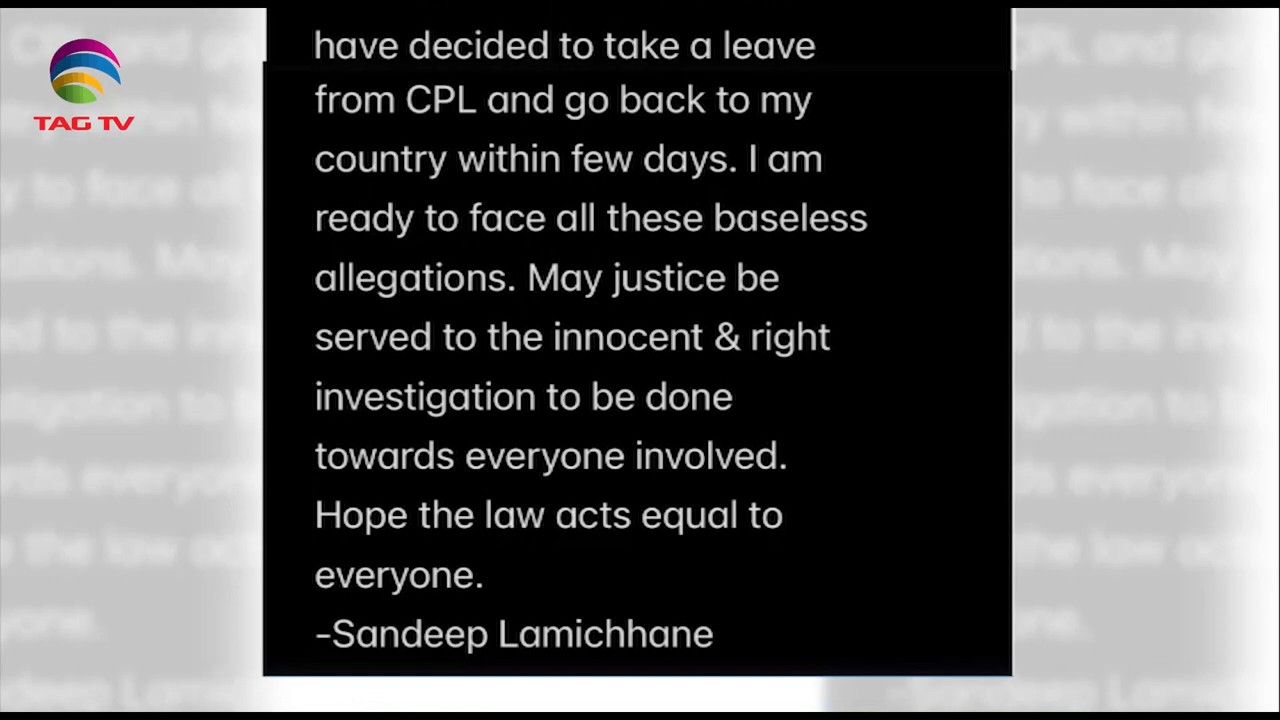 TAG TV
have decided to take a leave
from CPL and go back to my
country within few days. I am
ready to face all these baseless
allegations. May justice be
served to the innocent & right
investigation to be done
towards everyone involved.
Hope the law acts equal to
everyone.
-Sandeep Lamichhane